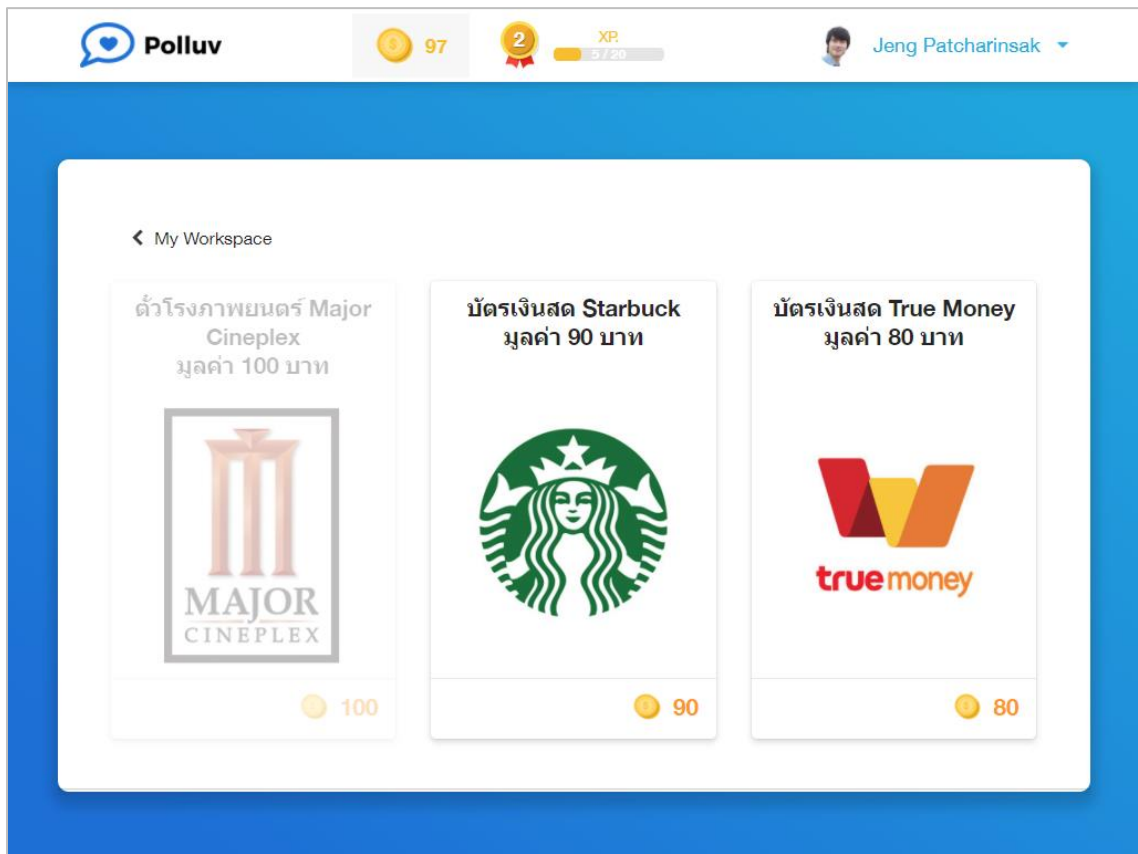 Polluv
97
2
XP.
5 / 20
Jeng Patcharinsak
My Workspace
ตั๋วโรงภาพยนตร์ Major
Cineplex
มูลค่า 100 บาท
MAJOR
CINEPLEX
100
บัตรเงินสด Starbuck
มูลค่า 90 บาท
90
บัตรเงินสด True Money
มูลค่า 80 บาท
truemoney
80